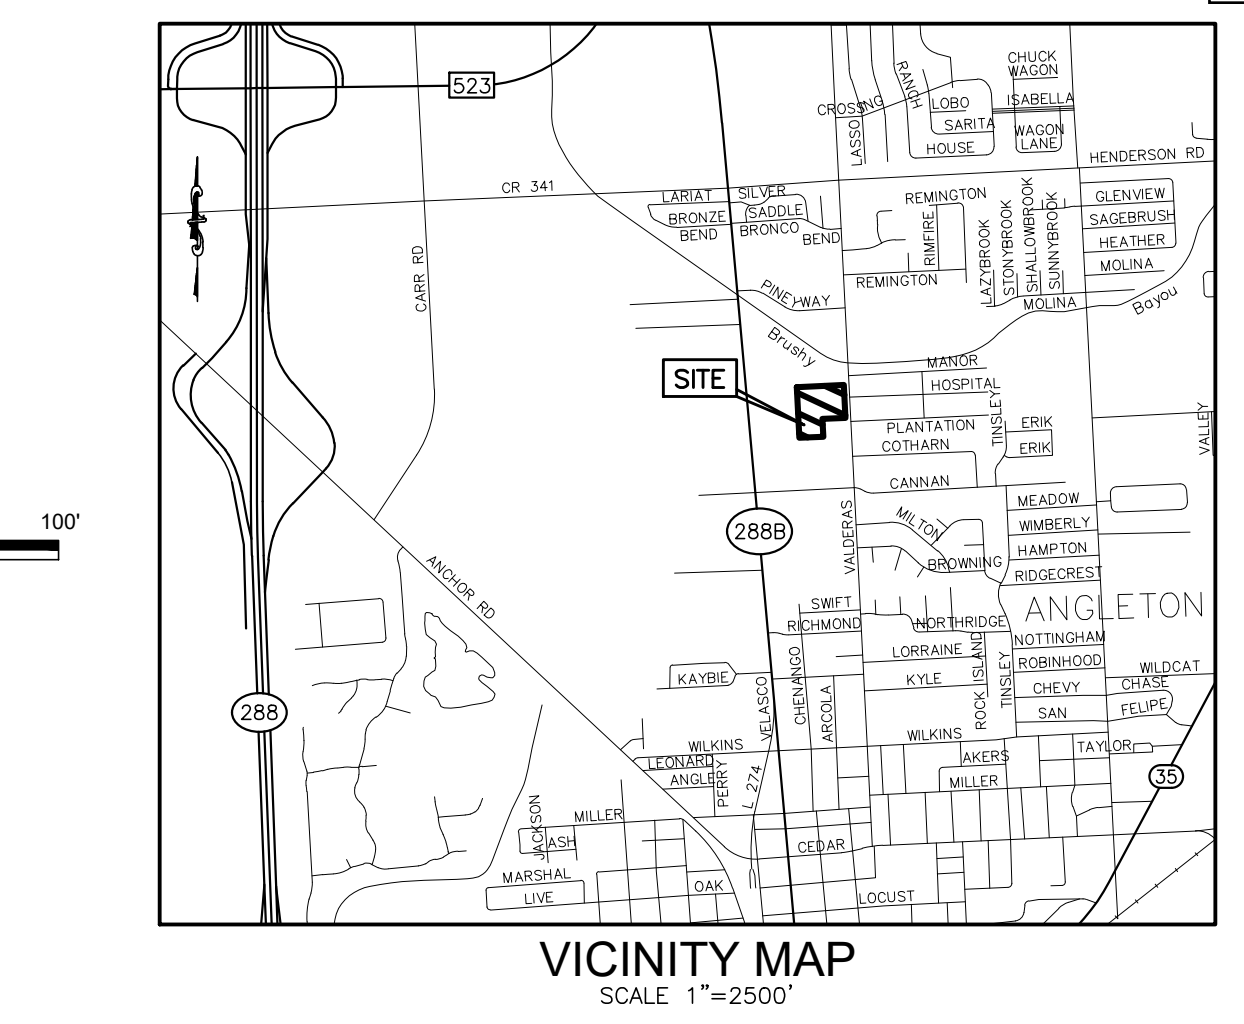 CHUCK
WAGON
523
RANCH
CROSSING
LOBO
ISABELLA
SARITA
LASSO
WAGON
LANE
HOUSE
HENDERSON RD
CR 341
LARIAT
SILVER
REMINGTON
GLENVIEW
BRONZE
SADDLE
SAGEBRUSH
BEND
BRONCO
BEND
RIMFIRE
LAZYBROOK
STONYBROOK
SHALLOWBROOK
SUNNYBROOK
HEATHER
MOLINA
CARR RD
REMINGTON
PINEYWAY
MOLINA
Bayou
Brushy
MANOR
SITE
HOSPITAL
TINSLEY
PLANTATION
ERIK
VALLEY
COTHARN
ERIK
CANNAN
MEADOW
100'
288B
VALDERAS
MILTON
WIMBERLY
HAMPTON
BROWNING
RIDGECREST
ANCHOR RD
SWIFT
ANGLETON
RICHMOND
NORTHRIDGE
NOTTINGHAM
LORRAINE
ROCK ISLAND
TINSLEY
ROBINHOOD
WILDCAT
KAYBIE
VELASCO
CHENANGO
ARCOLA
KYLE
CHEVY
CHASE
288
SAN
FELIPE
WILKINS
WILKINS
TAYLOR
LEONARD
AKERS
ANGLE
PERRY
L 274
MILLER
35
JACKSON
MILLER
ASH
CEDAR
MARSHAL
OAK
LIVE
LOCUST
VICINITY MAP
SCALE 1"=2500'